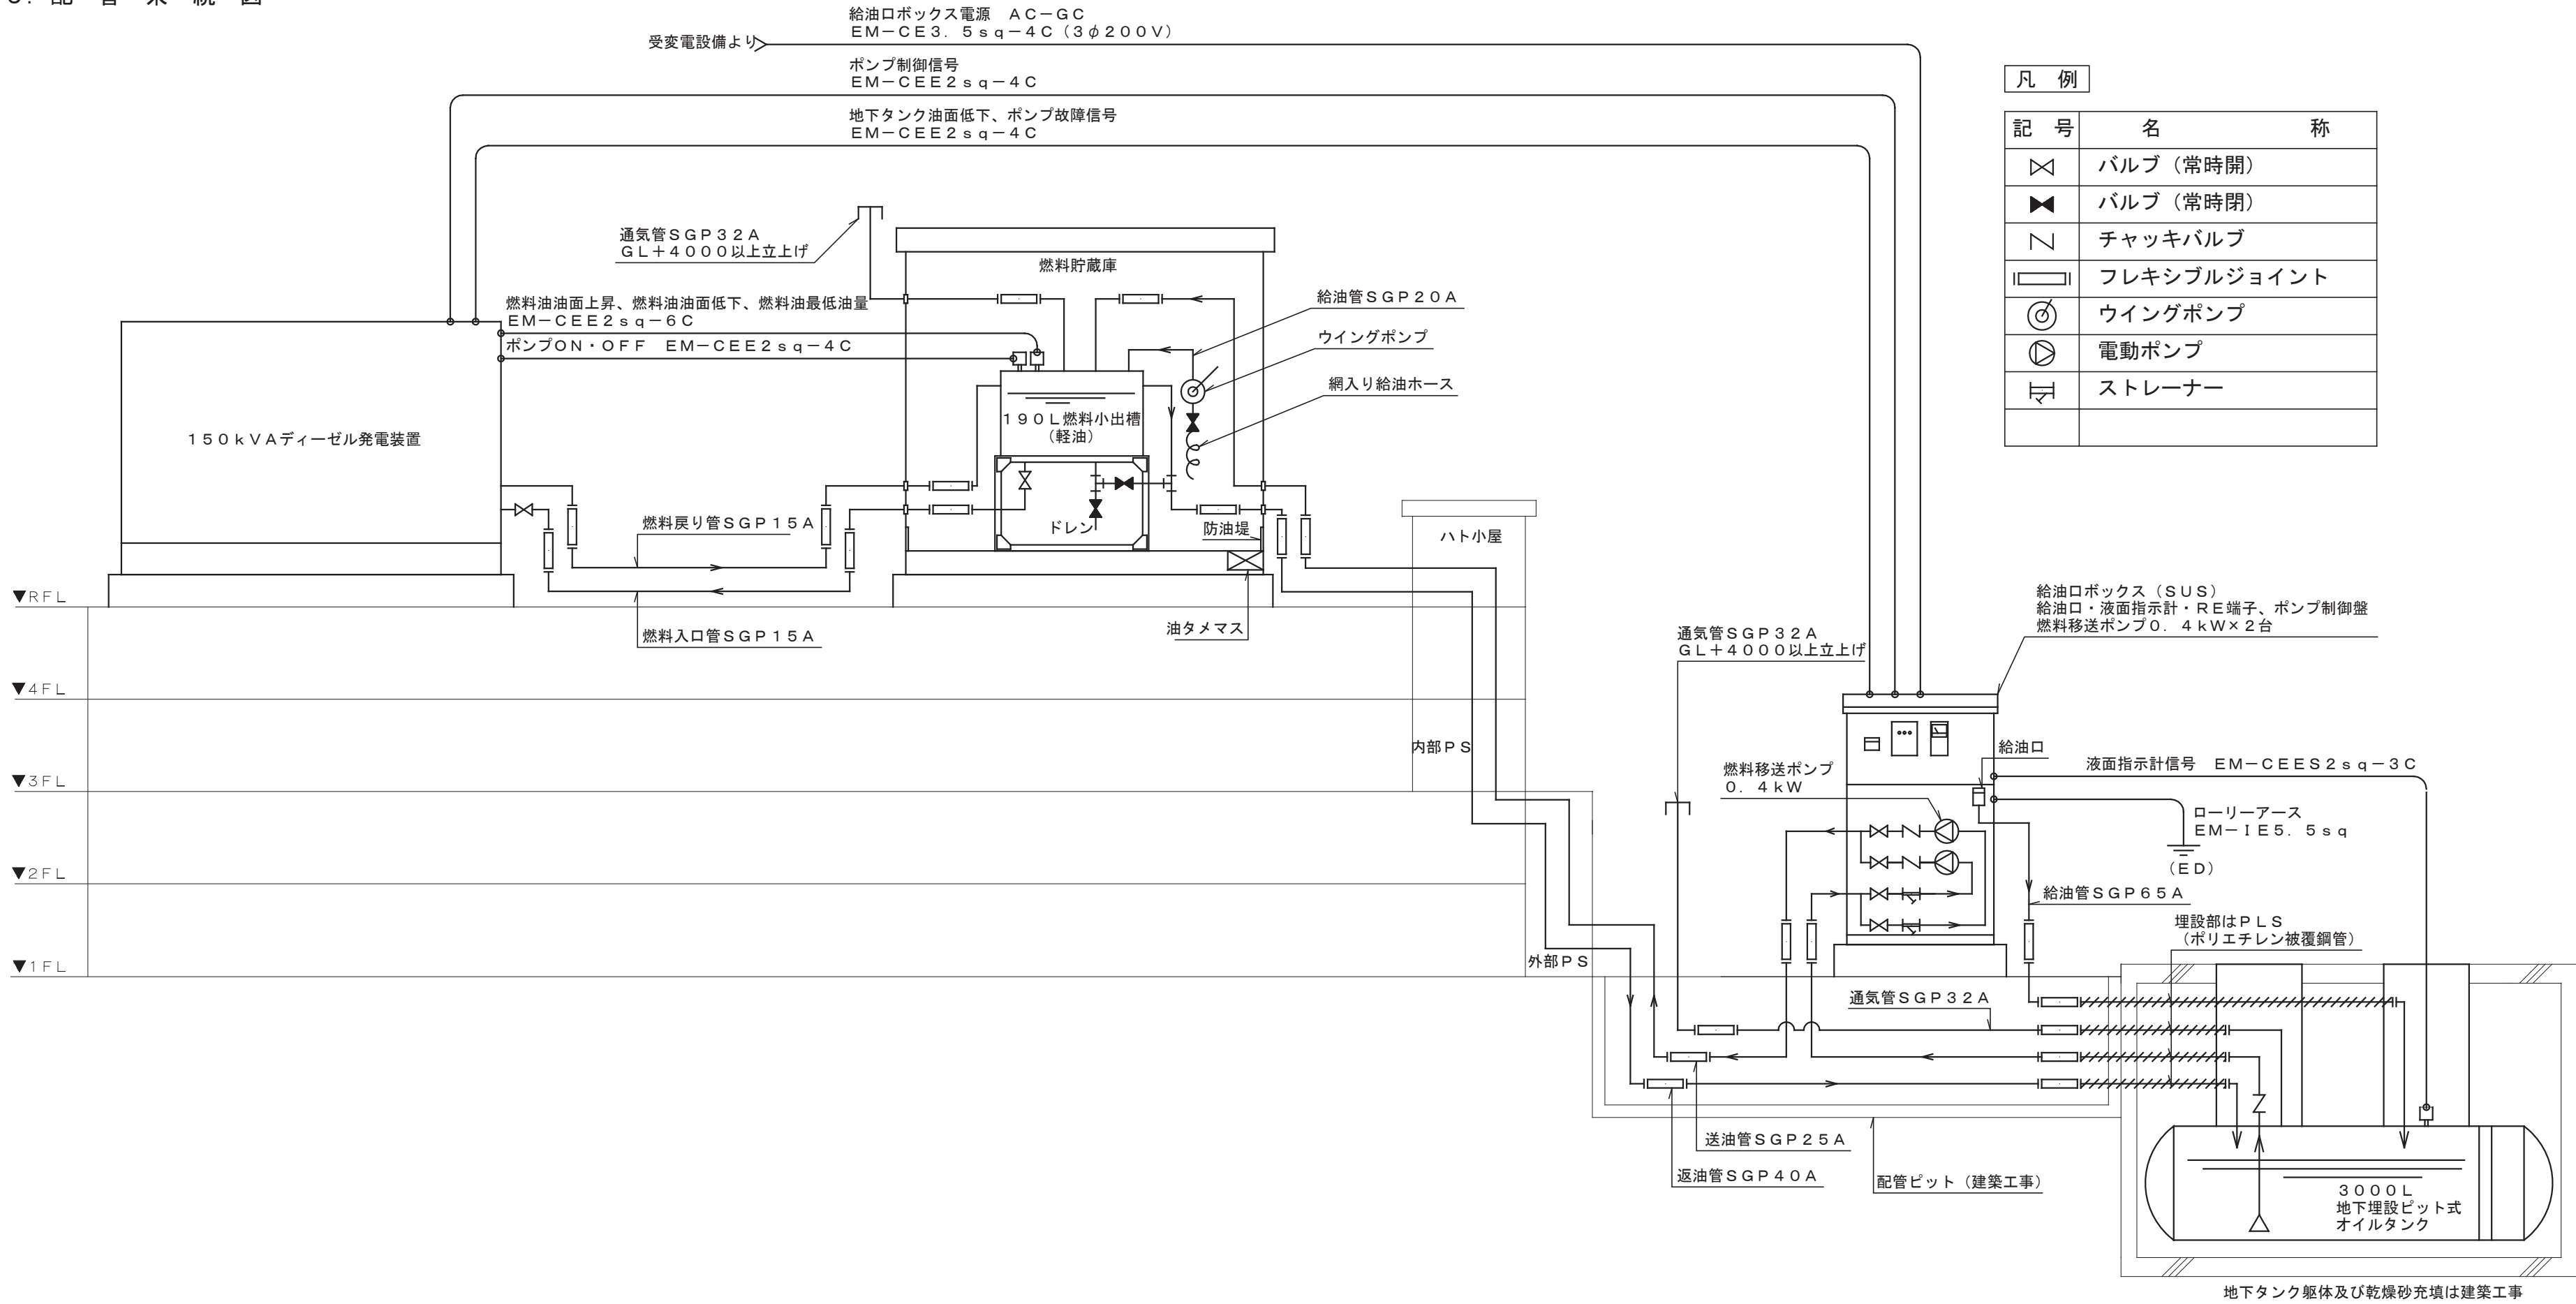 配 管 系 統 図
給油口ボックス電源 AC－GC
EM－CE3．5sq－4C（3φ200V）
受変電設備より
ポンプ制御信号
EM－CEE2sq－4C
地下タンク油面低下、ポンプ故障信号
EM－CEE2sq－4C
凡 例
記 号 名 称
バルブ（常時開）
バルブ（常時閉）
チャッキバルブ
フレキシブルジョイント
ウイングポンプ
電動ポンプ
ストレーナー
通気管SGP32A
GL＋4000以上立上げ
燃料貯蔵庫
燃料油油面上昇、燃料油油面低下、燃料油最低油量
EM－CEE2sq－6C
ポンプON・OFF EM－CEE2sq－4C
給油管SGP20A
ウイングポンプ
網入り給油ホース
150kVAディーゼル発電装置
190L燃料小出槽
（軽油）
ドレン
防油堤
燃料戻り管SGP15A
燃料入口管SGP15A
油タメマス
ハト小屋
▼RFL
▼4FL
▼3FL
▼2FL
▼1FL
内部PS
外部PS
通気管SGP32A
GL＋4000以上立上げ
給油口ボックス（SUS）
給油口・液面指示計・RE端子、ポンプ制御盤
燃料移送ポンプ0．4kW×2台
燃料移送ポンプ
0．4kW
給油口
液面指示計信号 EM－CEES2sq－3C
ローリーアース
EM－IE5．5sq
（ED）
給油管SGP65A
埋設部はPLS
（ポリエチレン被覆鋼管）
通気管SGP32A
送油管SGP25A
返油管SGP40A
配管ピット（建築工事）
3000L
地下埋設ピット式
オイルタンク
地下タンク躯体及び乾燥砂充填は建築工事